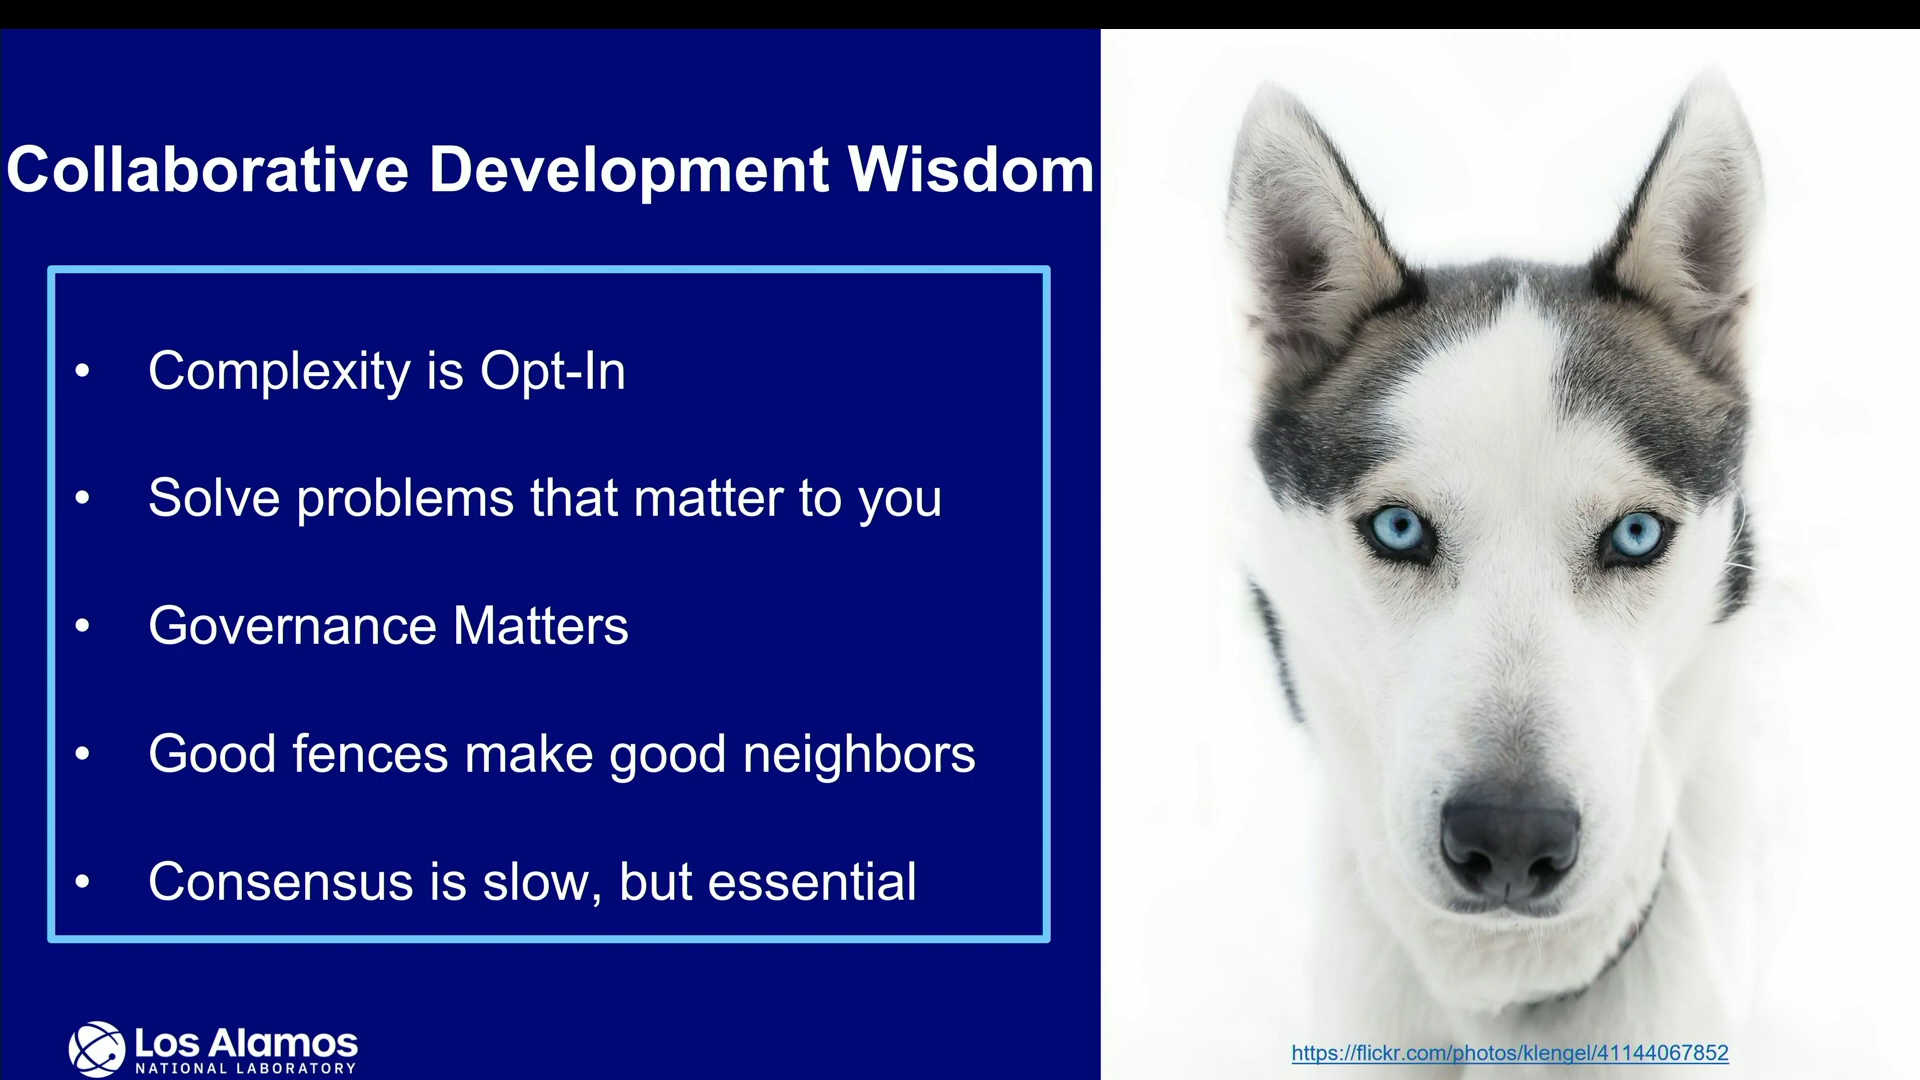 Collaborative Development Wisdom
• Complexity is Opt-In
• Solve problems that matter to you
• Governance Matters
• Good fences make good neighbors
• Consensus is slow, but essential
Los Alamos
NATIONAL LABORATORY
https://flickr.com/photos/klengel/41144067852